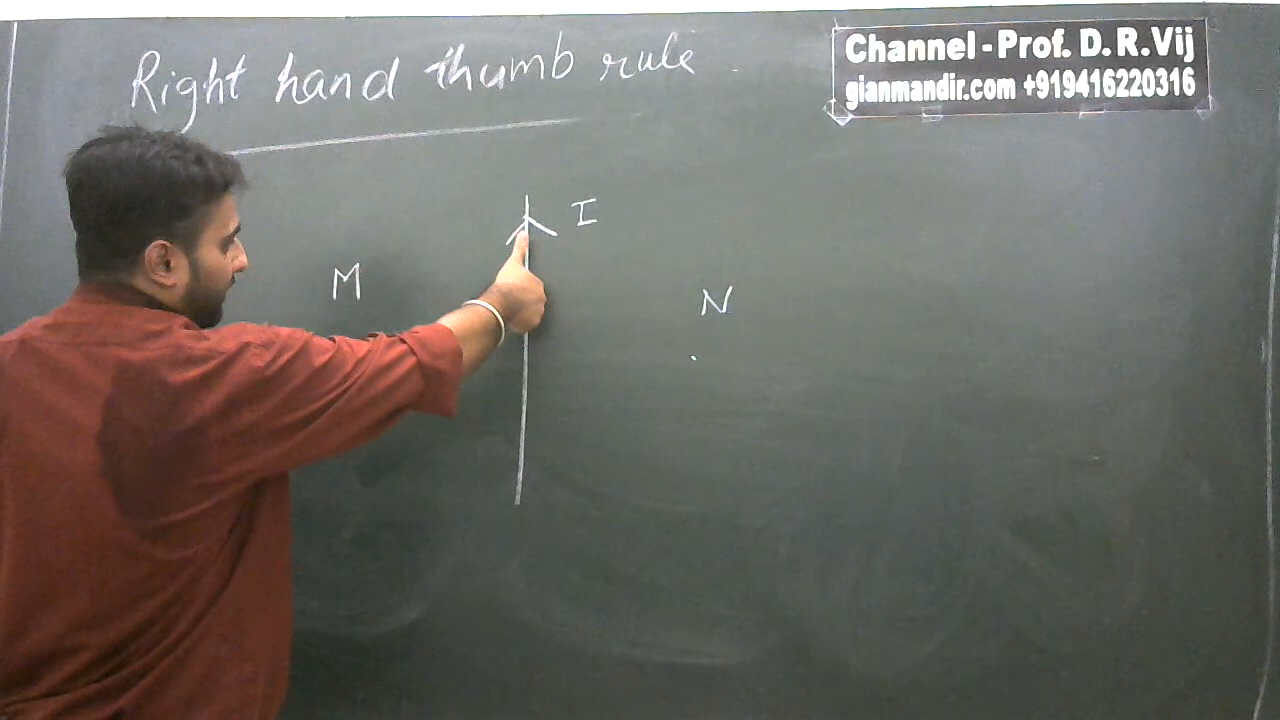 Right hand thumb rule.
Channel - Prof. D. R. Vij
gianmandir.com +919416220316
I
M
N